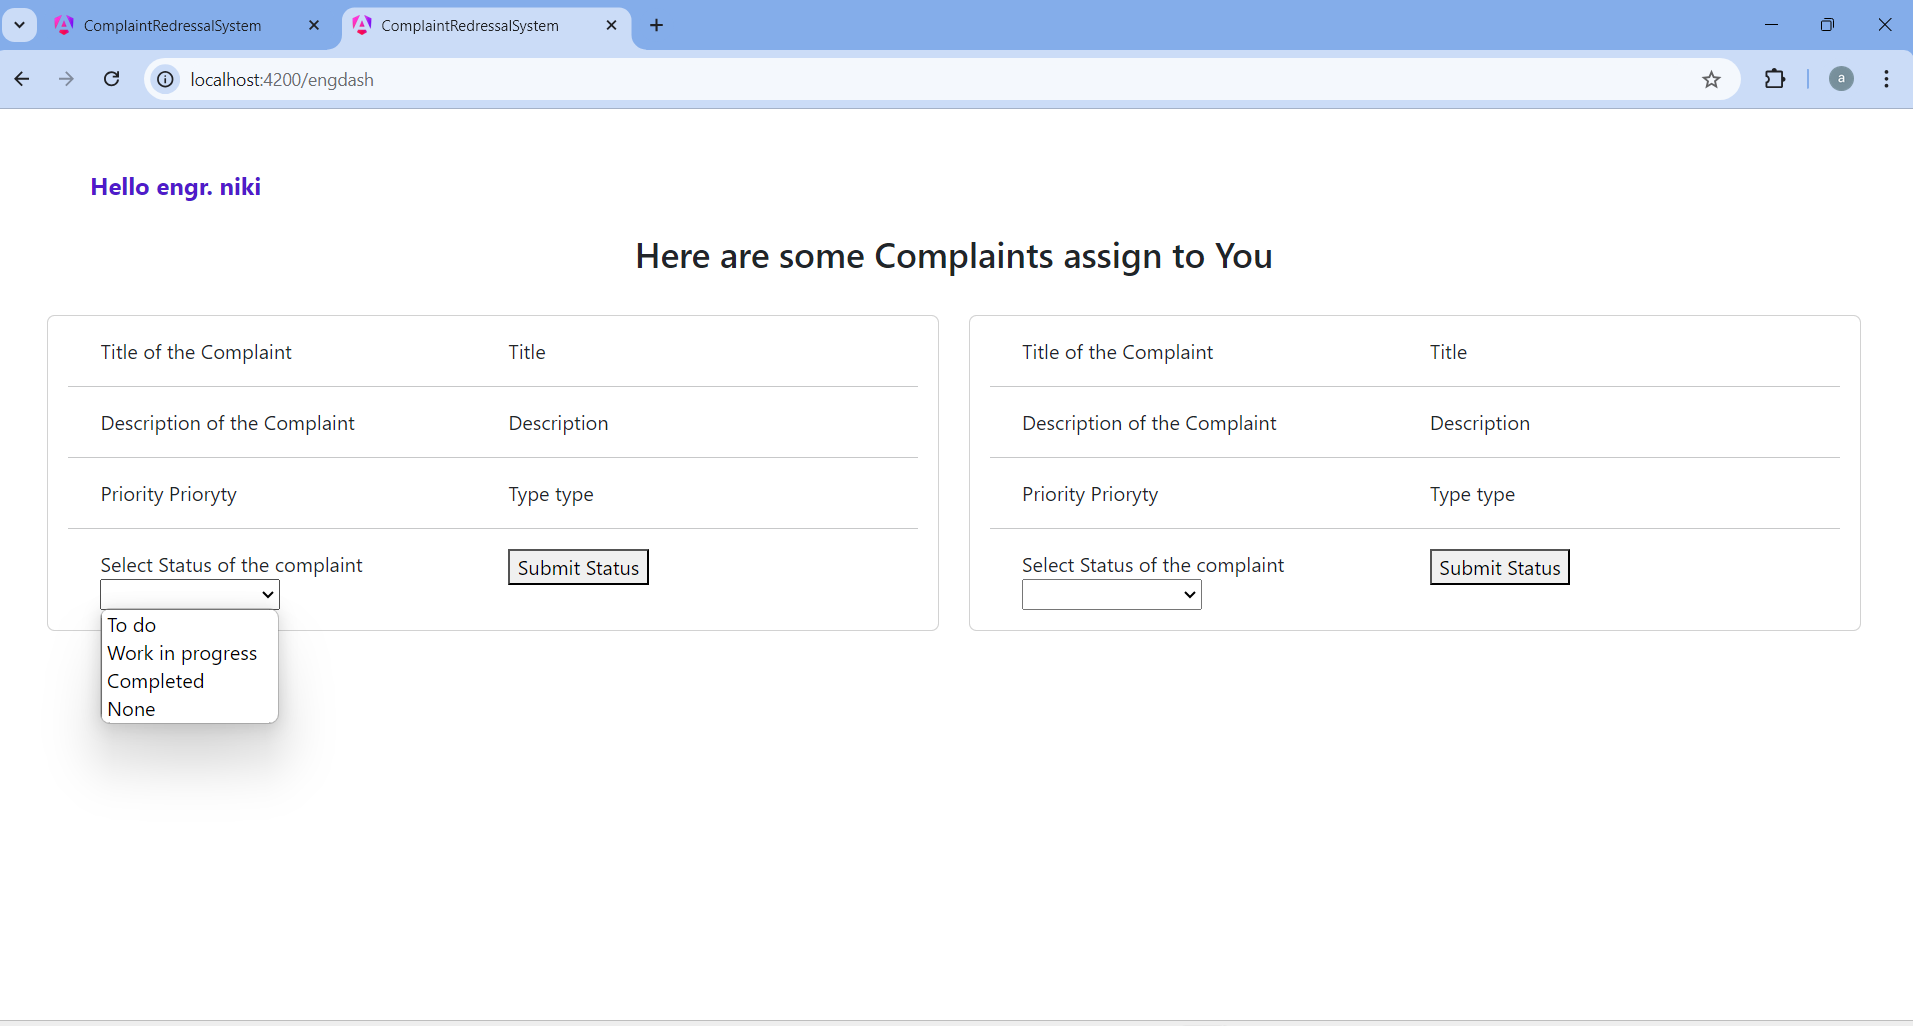 ComplaintRedressalSystem
ComplaintRedressalSystem
localhost:4200/engdash
a
Hello engr. niki
Here are some Complaints assign to You
Title of the Complaint Title
Description of the Complaint Description
Priority Prioryty Type type
Select Status of the complaint Submit Status
To do
Work in progress
Completed
None
Title of the Complaint Title
Description of the Complaint Description
Priority Prioryty Type type
Select Status of the complaint Submit Status